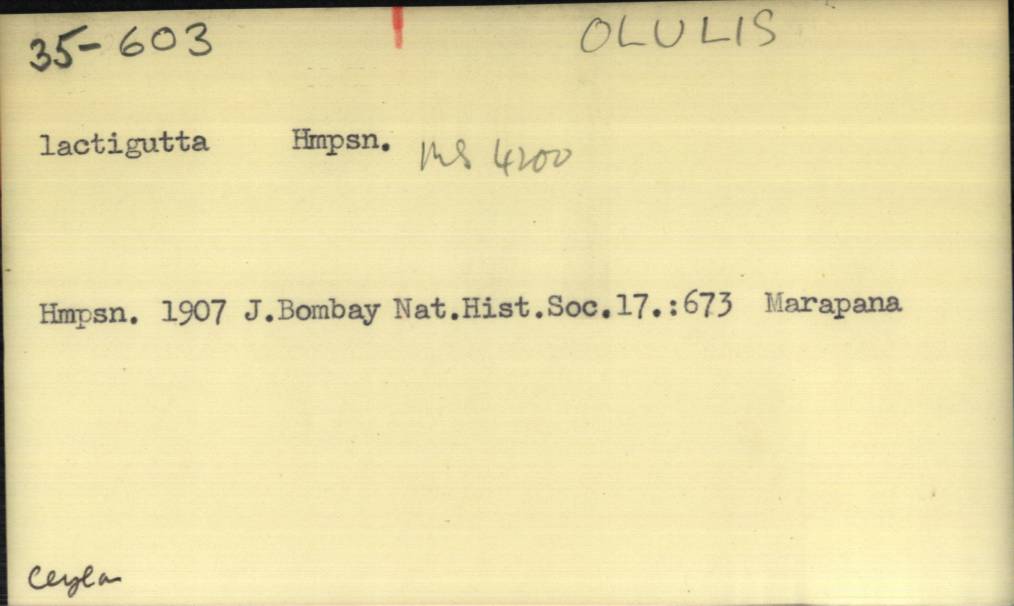 35-603 OLULIS
lactigutta Hmpsn. MS 4200
Hmpsn. 1907 J.Bombay Nat.Hist.Soc.17.:673 Marapana
Ceylon